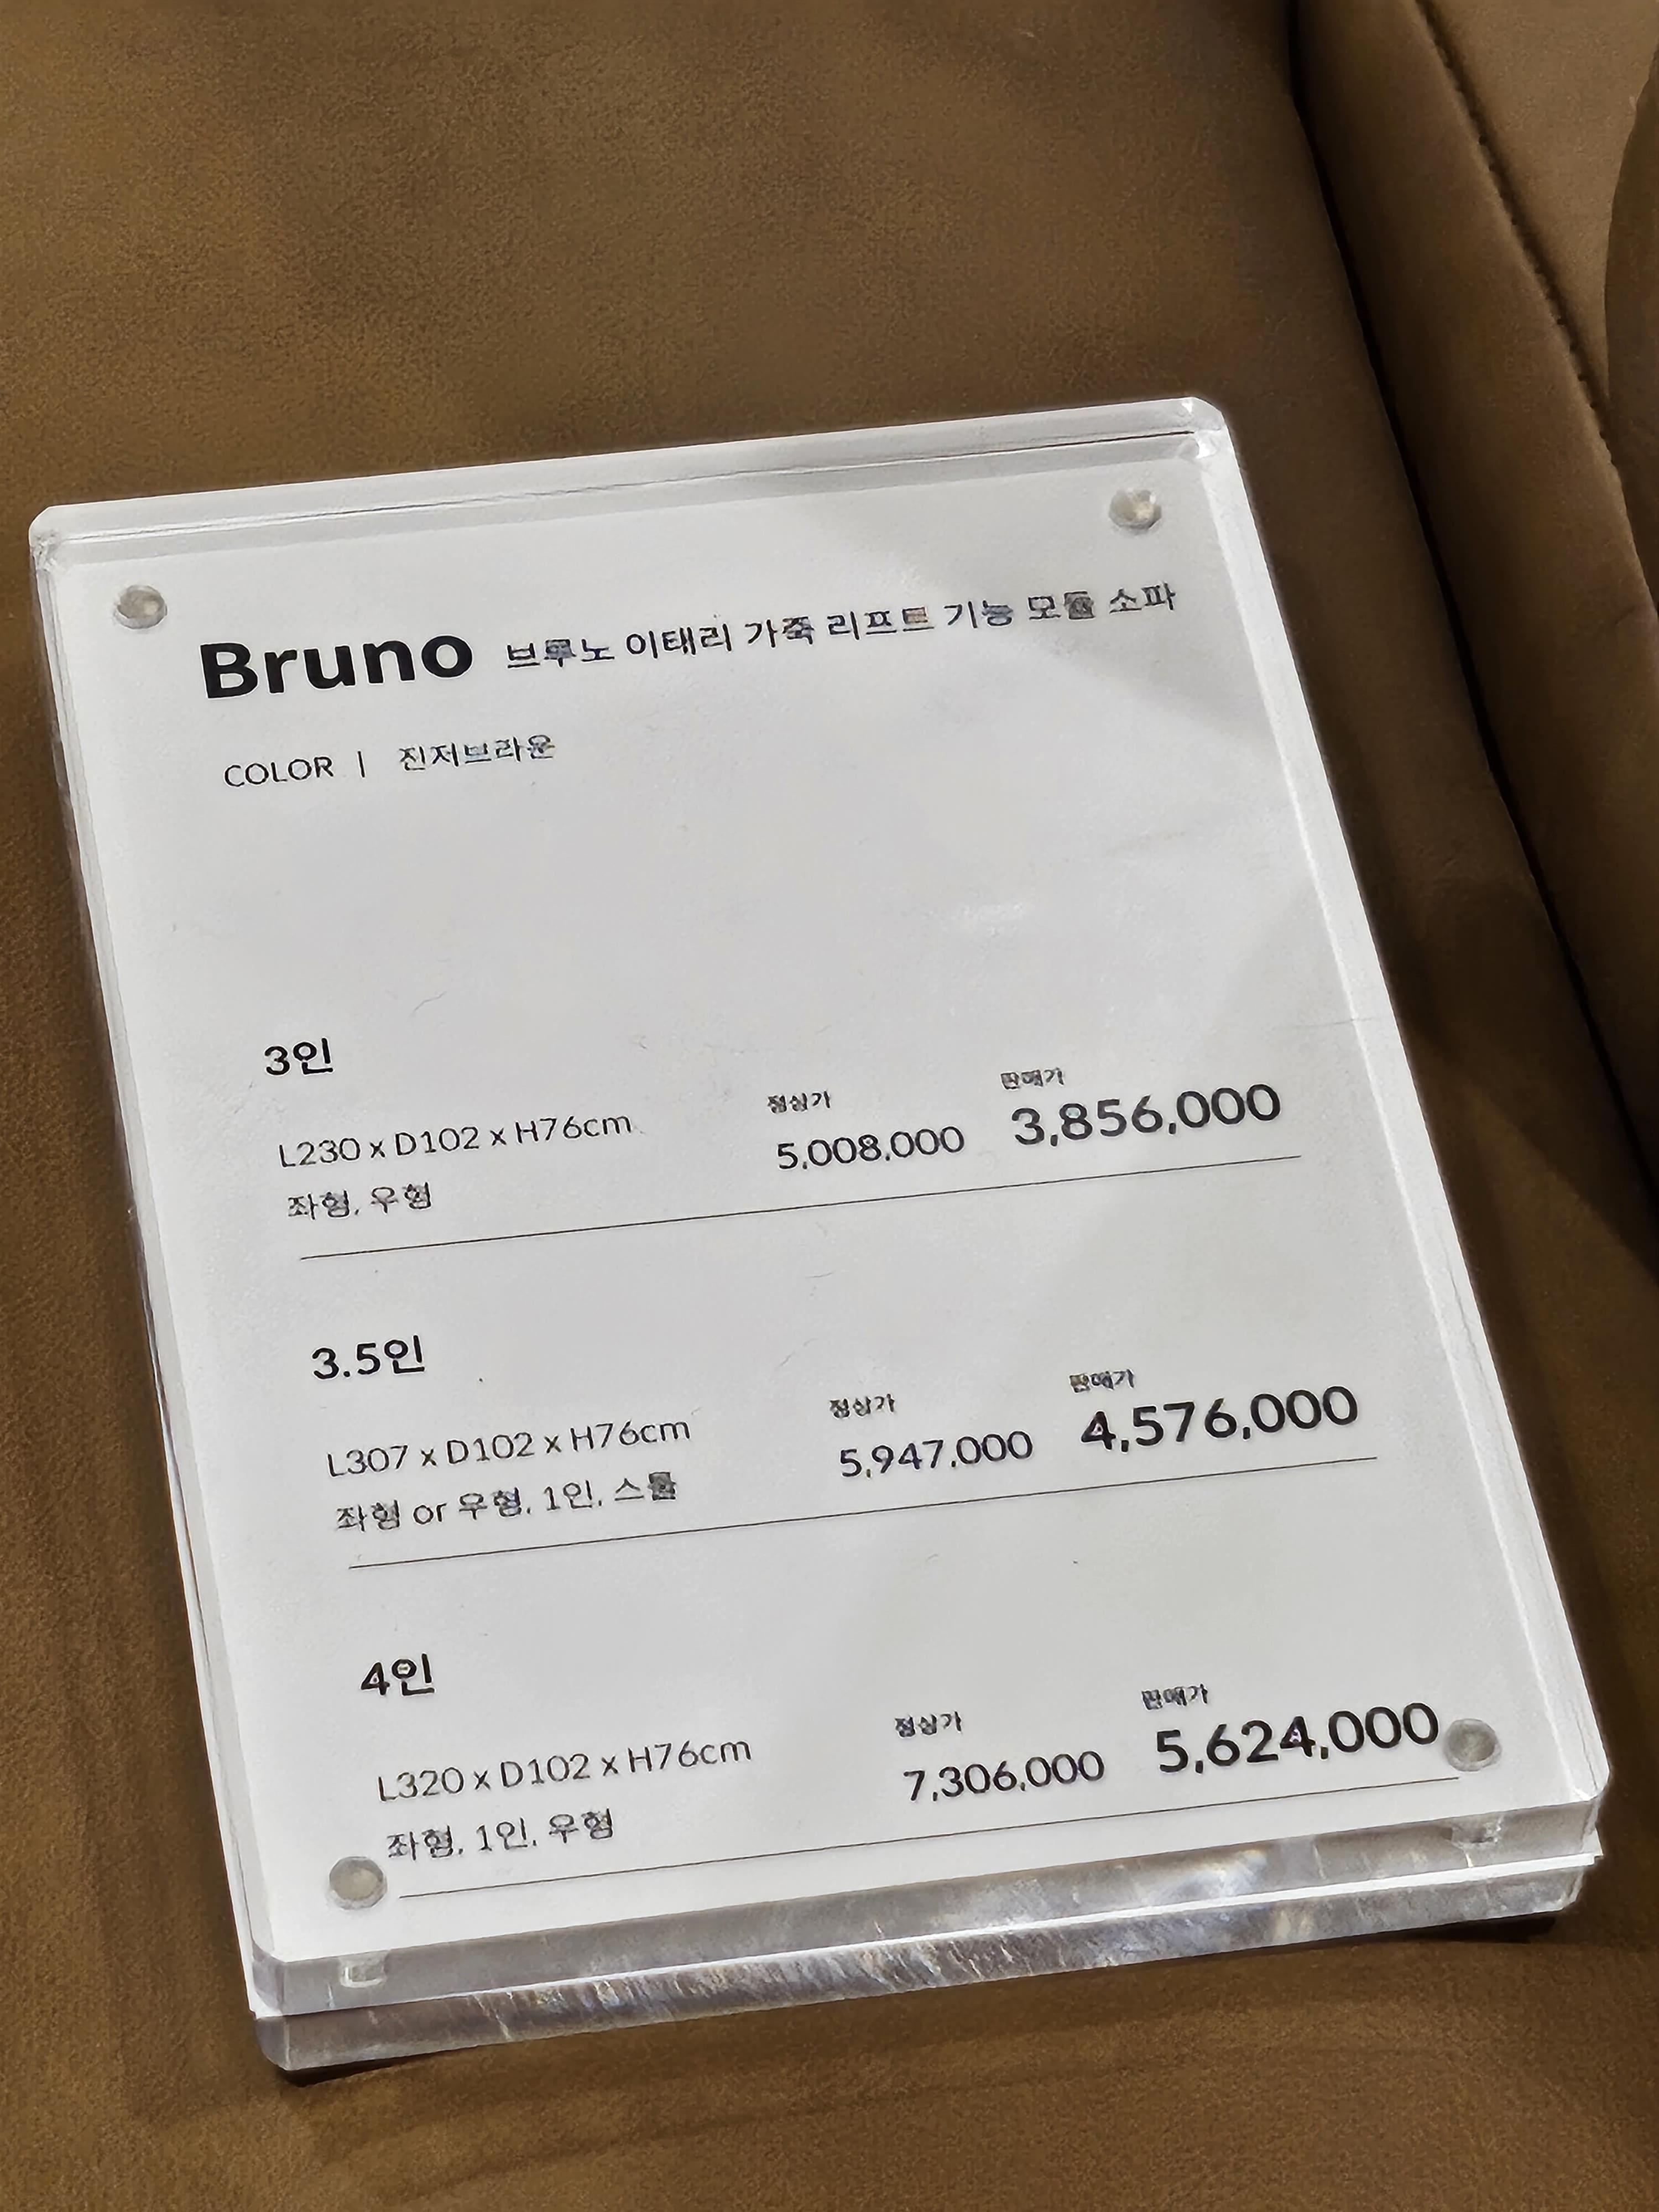 Bruno 브루노 이태리 가죽 리프트 기능 모듈 소파
COLOR | 진저브라운
3인
L230 x D102 x H76cm
좌형, 우형
정상가 판매가
5,008,000 3,856,000
3.5인
L307 x D102 x H76cm
좌형 or 우형, 1인, 스툴
정상가 판매가
5,947,000 4,576,000
4인
L320 x D102 x H76cm
좌형, 1인, 우형
정상가 판매가
7,306,000 5,624,000